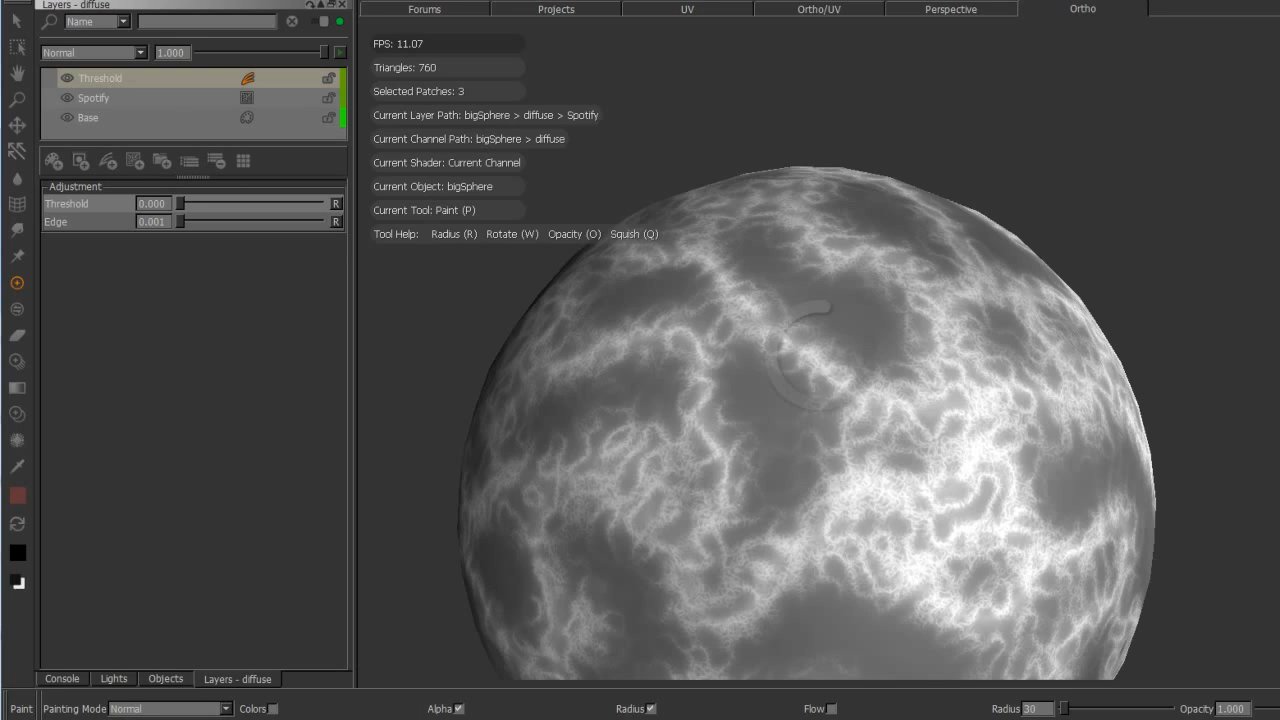 Layers - diffuse
Name
Normal 1.000
Threshold
Spotify
Base
Adjustment
Threshold 0.000 R
Edge 0.001 R
Console Lights Objects Layers - diffuse
Forums Projects UV Ortho/UV Perspective Ortho
FPS: 11.07
Triangles: 760
Selected Patches: 3
Current Layer Path: bigSphere > diffuse > Spotify
Current Channel Path: bigSphere > diffuse
Current Shader: Current Channel
Current Object: bigSphere
Current Tool: Paint (P)
Tool Help: Radius (R) Rotate (W) Opacity (O) Squish (Q)
Paint Painting Mode Normal Colors Alpha Radius Flow Radius 30 Opacity 1.000